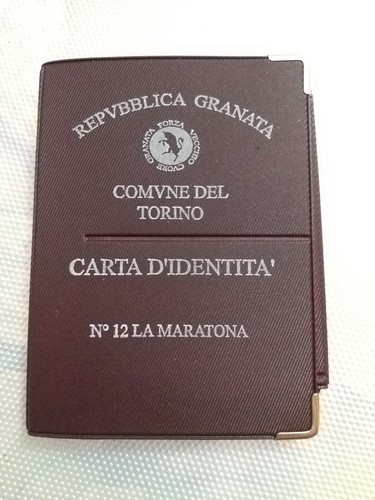 REPVBBLICA GRANATA
FORZA VECCHIO CVORE GRANATA
COMVNE DEL
TORINO
CARTA D'IDENTITA'
N° 12 LA MARATONA